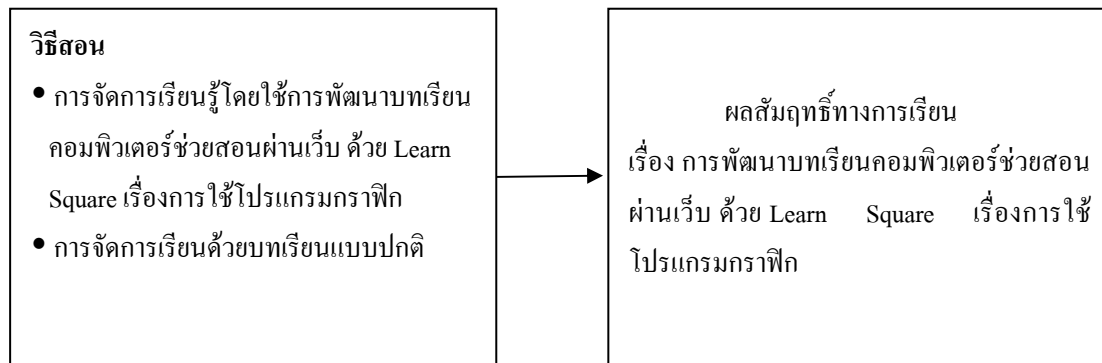 วิธีสอน
• การจัดการเรียนรู้โดยใช้การพัฒนาบทเรียน
คอมพิวเตอร์ช่วยสอนผ่านเว็บ ด้วย Learn
Square เรื่องการใช้โปรแกรมกราฟิก
• การจัดการเรียนด้วยบทเรียนแบบปกติ
ผลสัมฤทธิ์ทางการเรียน
เรื่อง การพัฒนาบทเรียนคอมพิวเตอร์ช่วยสอน
ผ่านเว็บ ด้วย Learn Square เรื่องการใช้
โปรแกรมกราฟิก